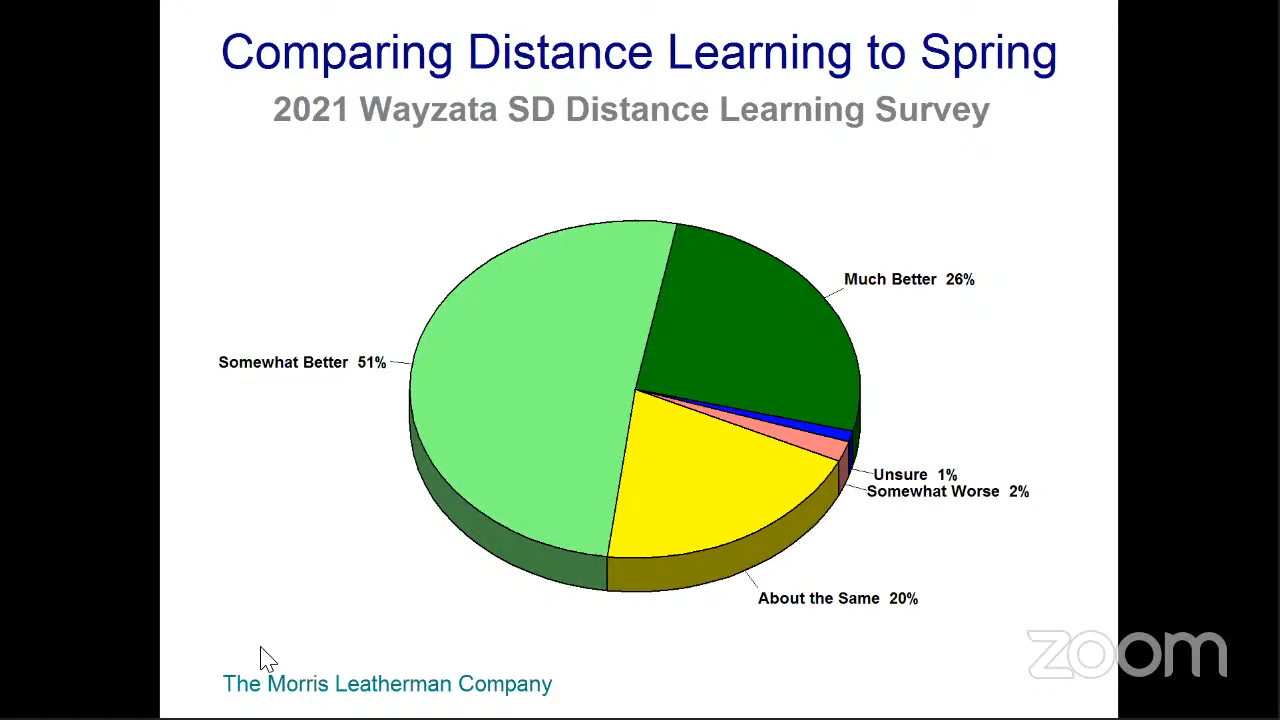 Comparing Distance Learning to Spring
2021 Wayzata SD Distance Learning Survey
Much Better 26%
Somewhat Better 51%
Unsure 1%
Somewhat Worse 2%
About the Same 20%
zoom
The Morris Leatherman Company